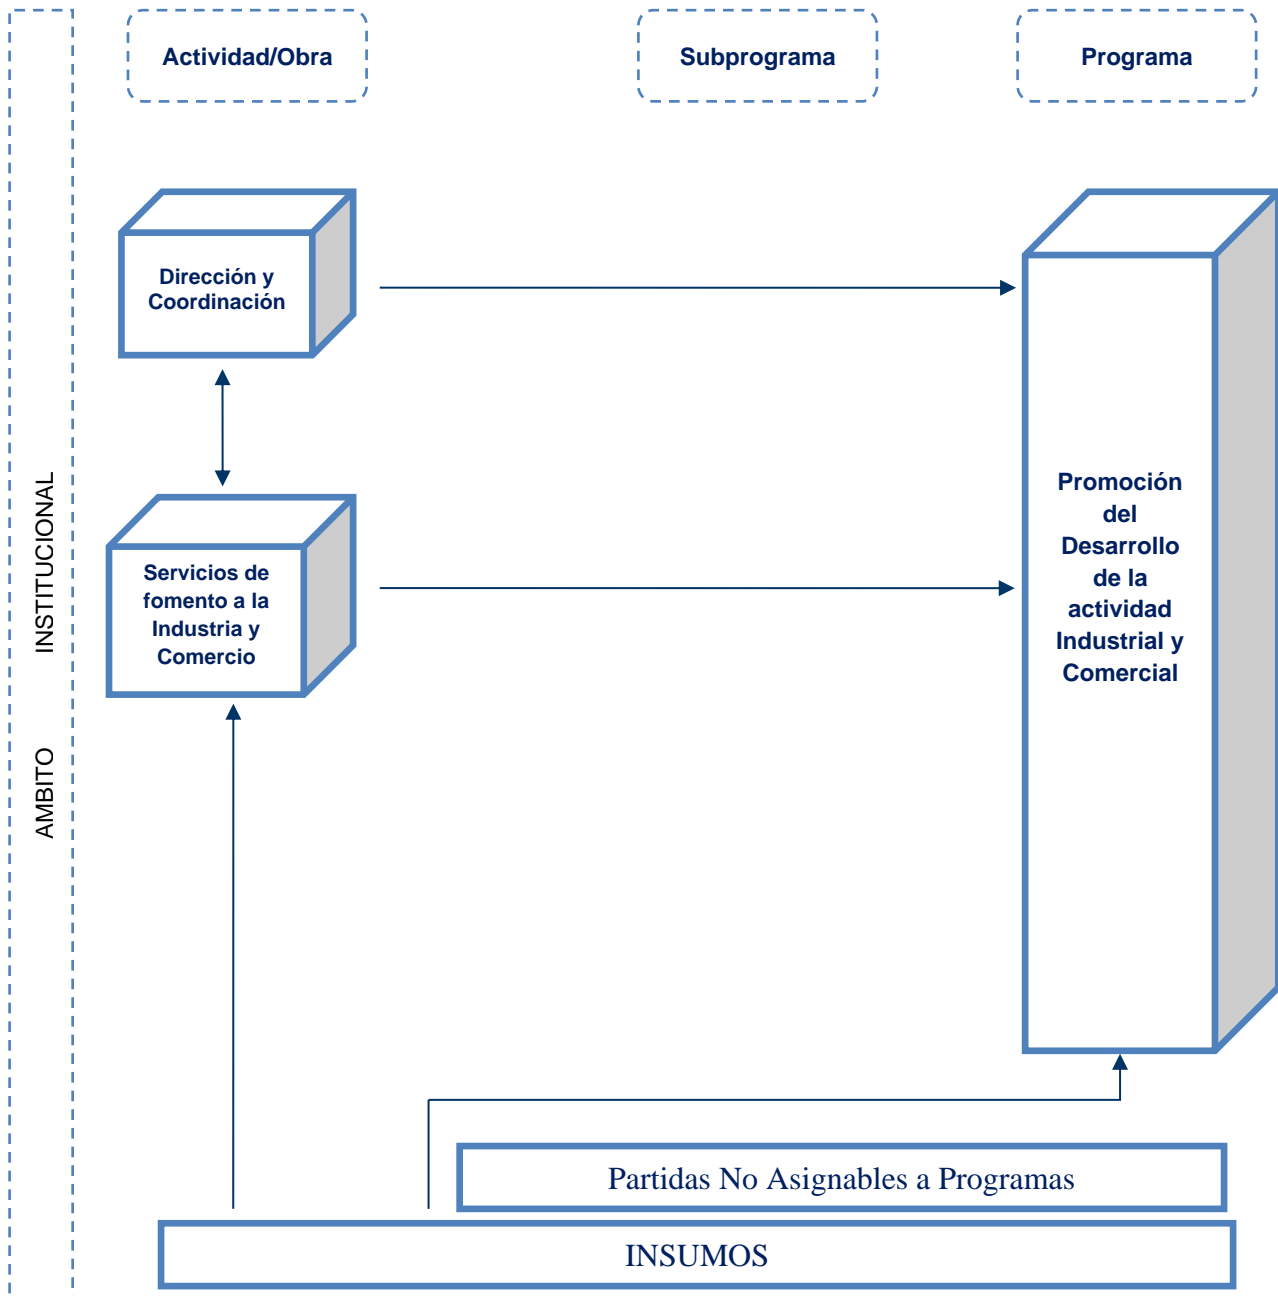 Actividad/Obra
Subprograma
Programa
Dirección y
Coordinación
Servicios de
fomento a la
Industria y
Comercio
Promoción
del
Desarrollo
de la
actividad
Industrial y
Comercial
AMBITO INSTITUCIONAL
Partidas No Asignables a Programas
INSUMOS